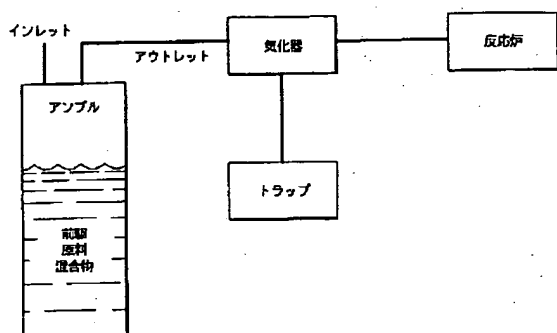 インレット
アウトレット
気化器
反応炉
アンプル
トラップ
前駆
原料
混合物